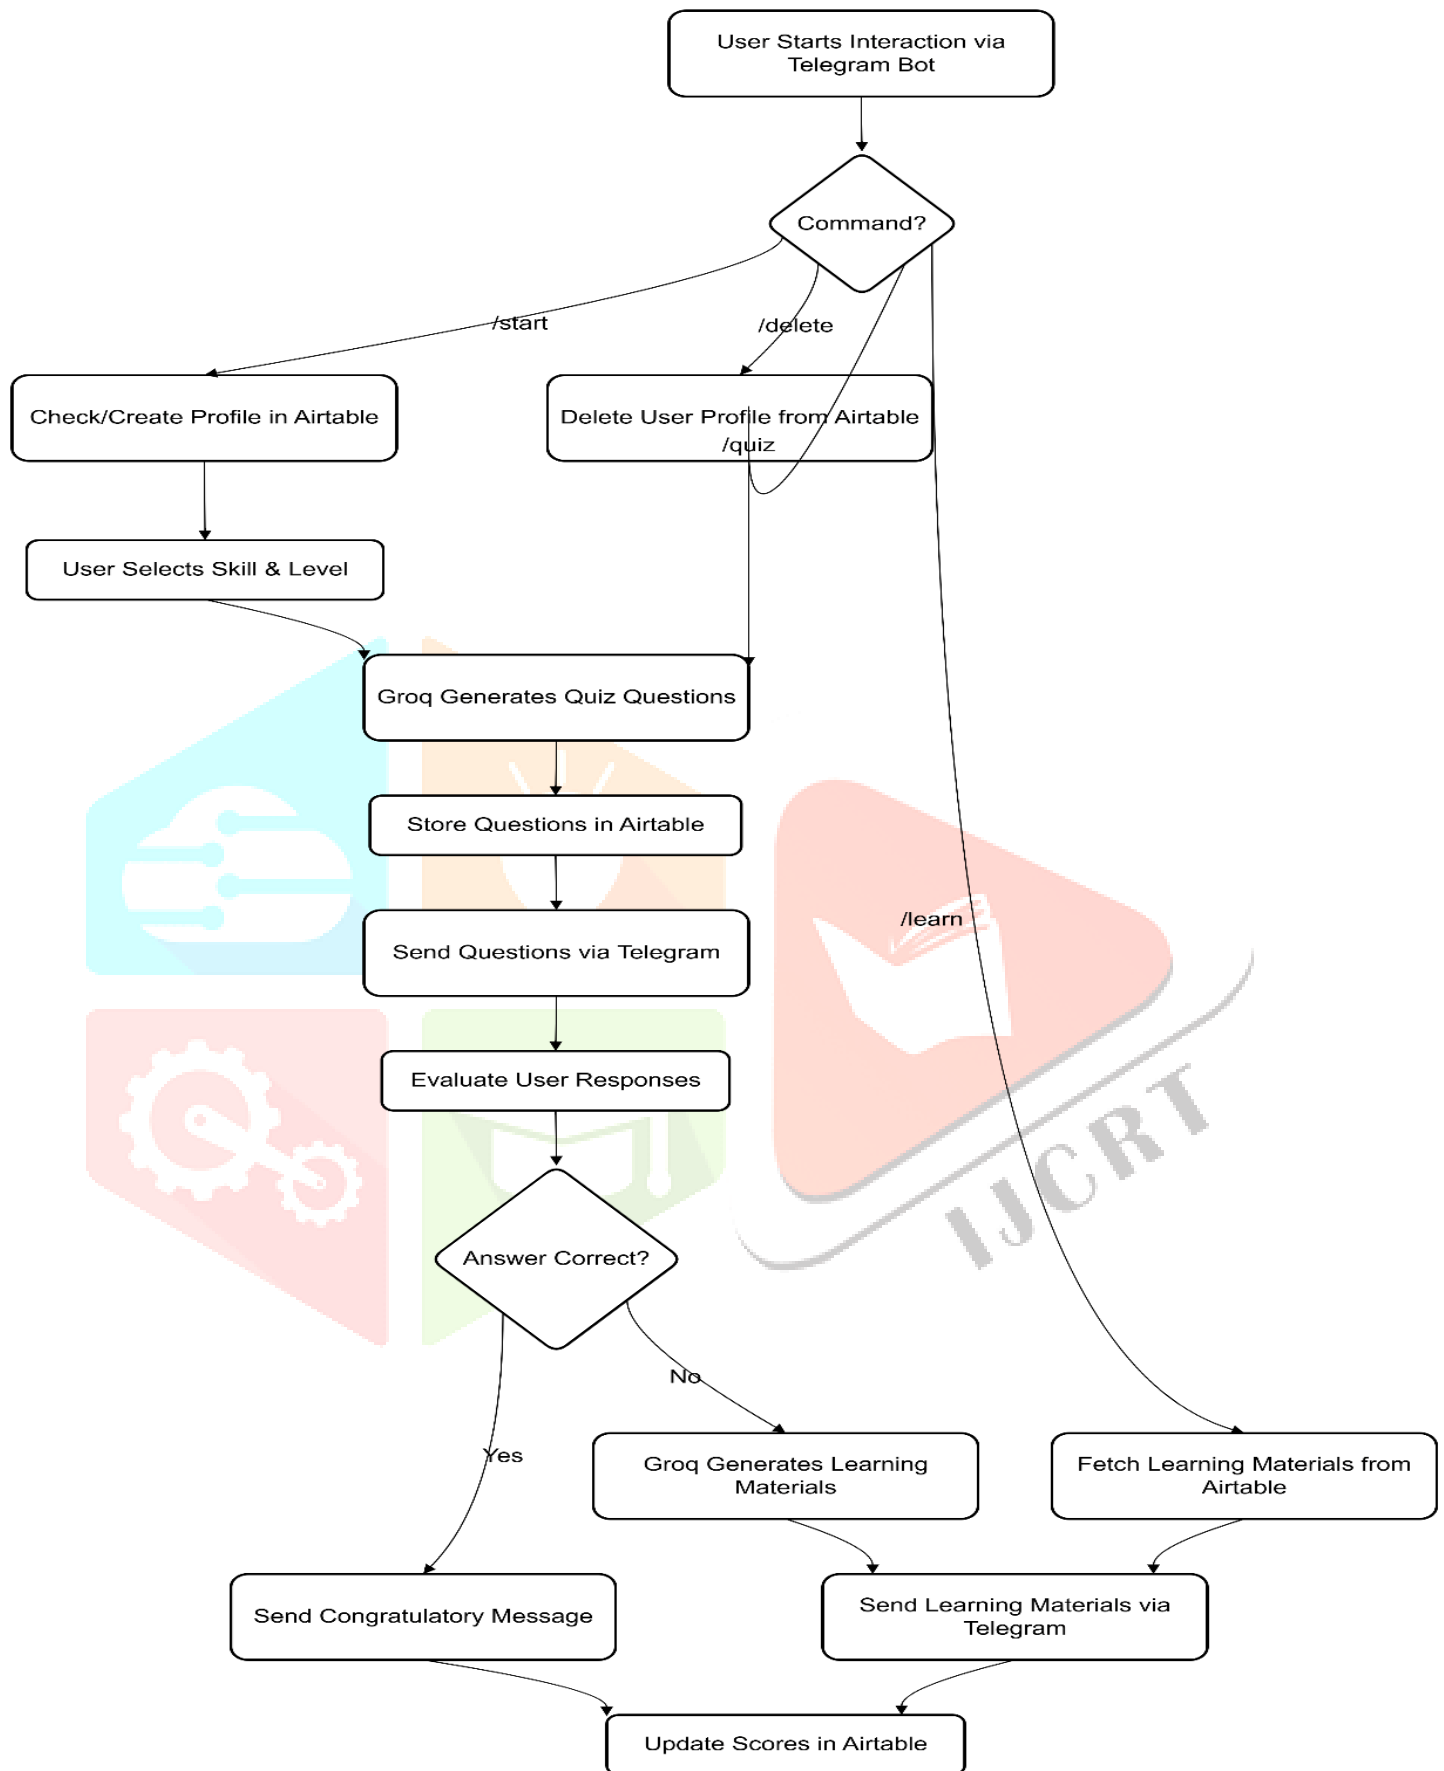 User Starts Interaction via
Telegram Bot
Command?
/start
/delete
Check/Create Profile in Airtable
Delete User Profile from Airtable
/quiz
User Selects Skill & Level
Groq Generates Quiz Questions
Store Questions in Airtable
/learn
Send Questions via Telegram
Evaluate User Responses
IJCRT
Answer Correct?
No
Yes
Groq Generates Learning
Materials
Fetch Learning Materials from
Airtable
Send Congratulatory Message
Send Learning Materials via
Telegram
Update Scores in Airtable